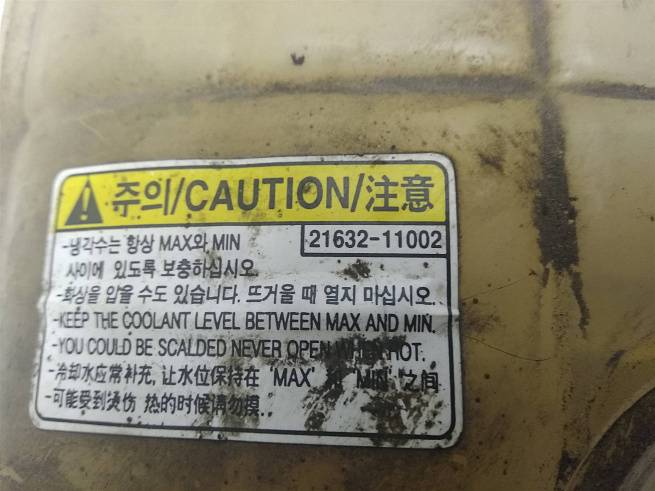 주의/CAUTION/注意
-냉각수는 항상 MAX와 MIN
21632-11002
사이에 있도록 보충하십시오.
-화상을 입을 수도 있습니다. 뜨거울 때 열지 마십시오.
-KEEP THE COOLANT LEVEL BETWEEN MAX AND MIN.
-YOU COULD BE SCALDED NEVER OPEN WHEN HOT.
-冷却水应常补充, 让水位保持在 "MAX" 和 "MIN" 之间
-可能受到烫伤 热的时候请勿摸.